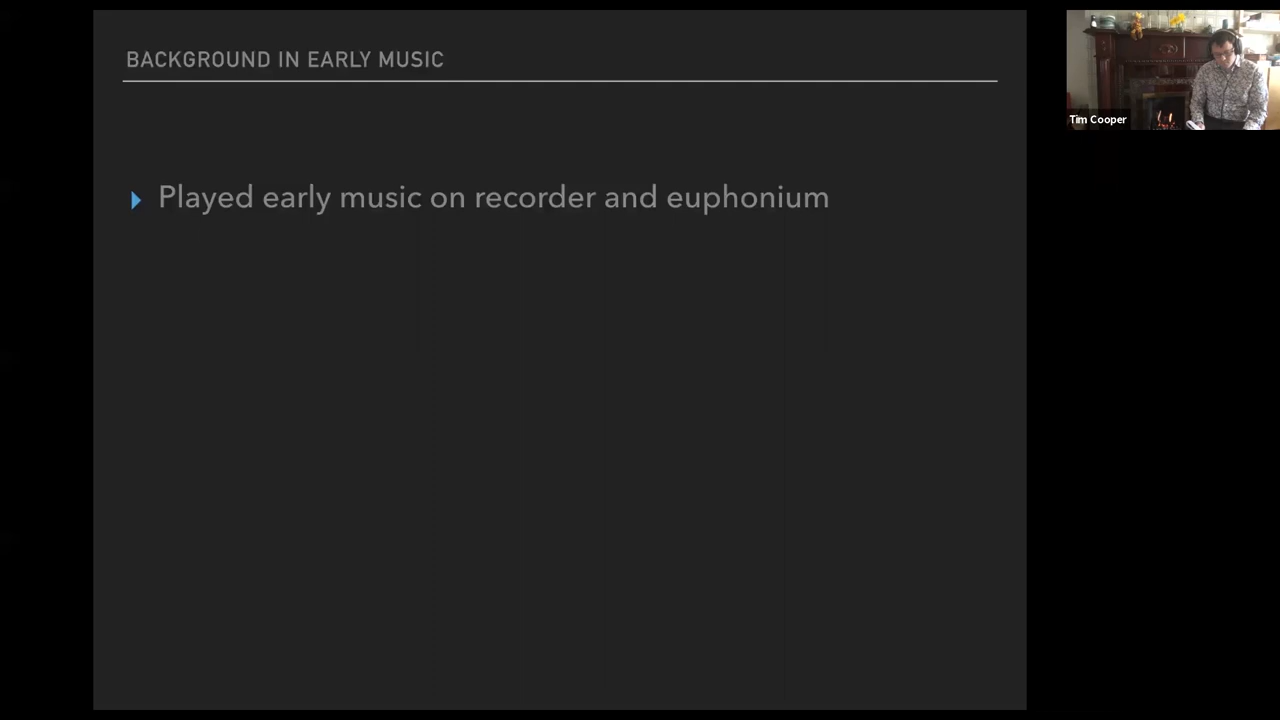 BACKGROUND IN EARLY MUSIC
Played early music on recorder and euphonium
Tim Cooper